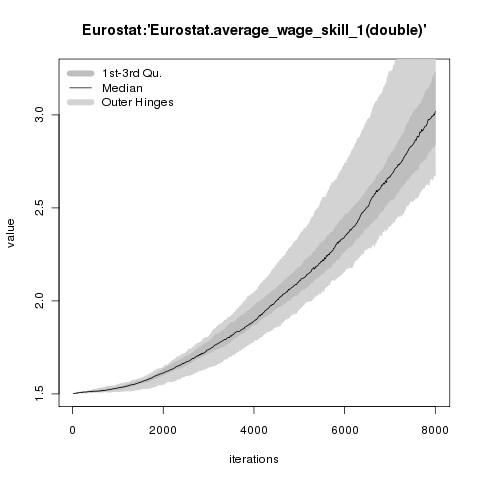 Eurostat:'Eurostat.average_wage_skill_1(double)'
1st-3rd Qu.
Median
Outer Hinges
value
3.0
2.5
2.0
1.5
0 2000 4000 6000 8000
iterations